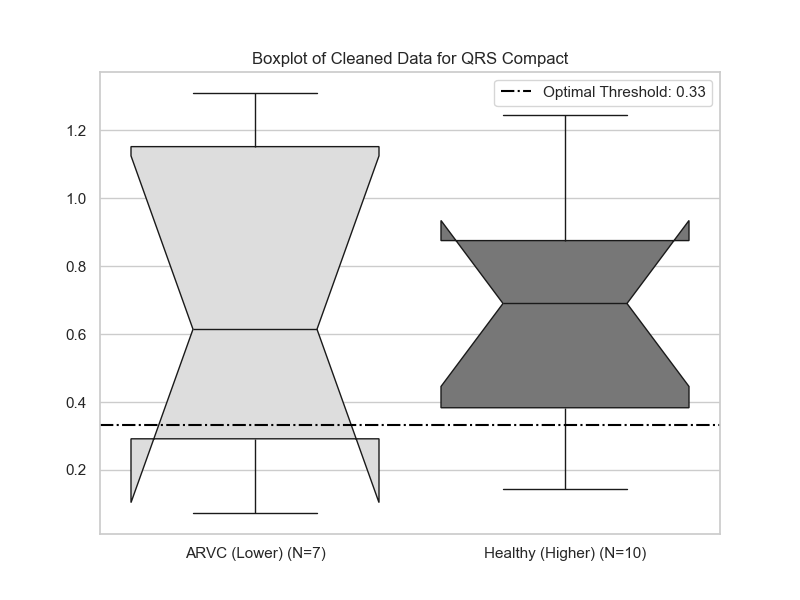 Boxplot of Cleaned Data for QRS Compact
Optimal Threshold: 0.33
1.2
1.0
0.8
0.6
0.4
0.2
ARVC (Lower) (N=7)
Healthy (Higher) (N=10)